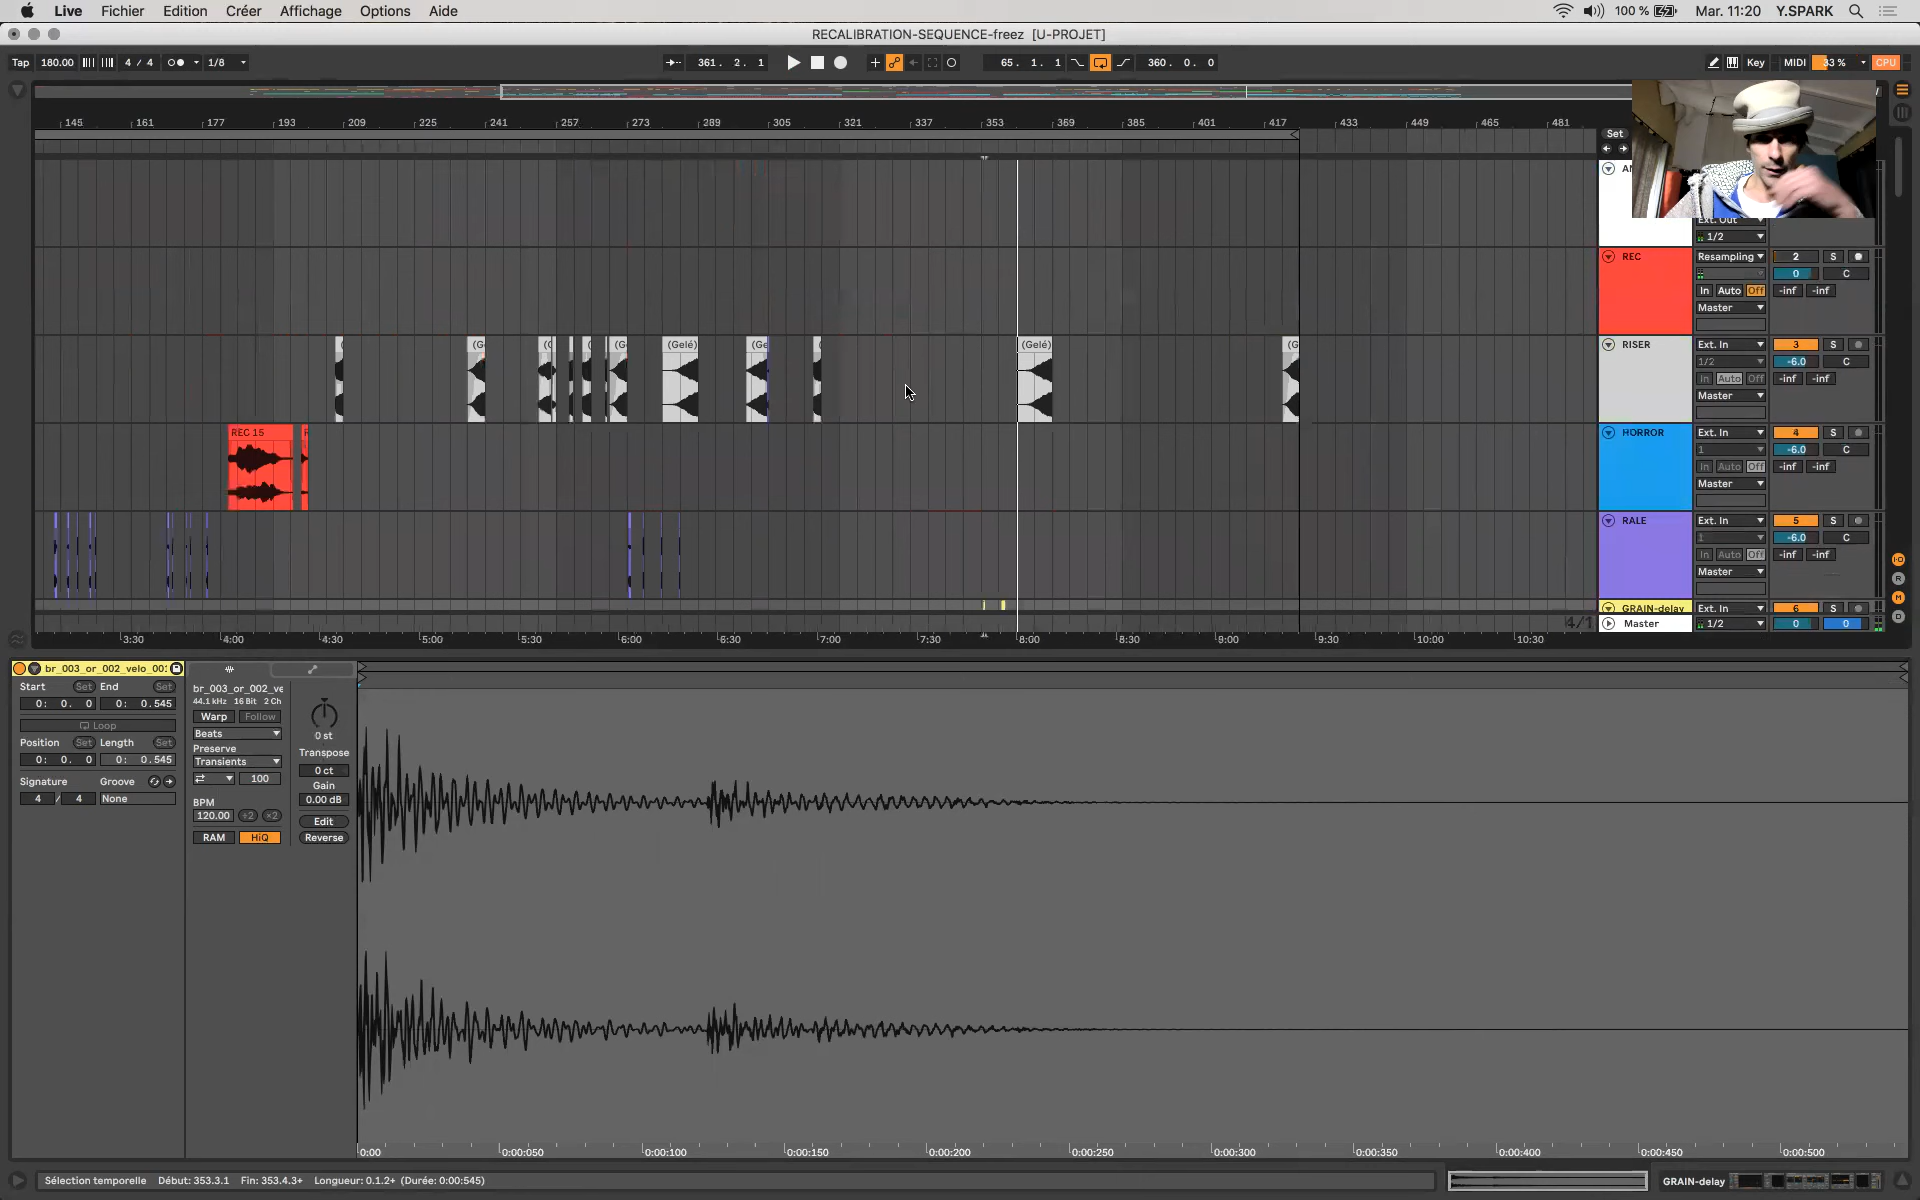 Live Fichier Edition Créer Affichage Options Aide 100 % Mar. 11:20 Y.SPARK
RECALIBRATION-SEQUENCE-freez [U-PROJET]
Tap 180.00 4 / 4 1/8 361. 2. 1 65. 1. 1 360. 0. 0 Key MIDI 33 % CPU
145 161 177 193 209 225 241 257 273 289 305 321 337 353 369 385 401 417 433 449 465 481
Set
1/2
REC Resampling 2 S
0 C
In Auto Off -inf -inf
Master
(Gelé) (Gelé)
RISER Ext. In 3 S
1/2 -6.0 C
In Auto Off -inf -inf
Master
REC 15
HORROR Ext. In 4 S
1 -6.0 C
In Auto Off -inf -inf
Master
RALE Ext. In 5 S
1 -6.0 C
In Auto Off -inf -inf
Master
GRAIN-delay Ext. In 6 S
4/1 Master 1/2 0 0
3:30 4:00 4:30 5:00 5:30 6:00 6:30 7:00 7:30 8:00 8:30 9:00 9:30 10:00 10:30
br_003_or_002_velo_001
Start Set End Set
0: 0. 0 0: 0.545
Loop
Position Set Length Set
0: 0. 0 0: 0.545
Signature Groove
4 / 4 None
br_003_or_002_ve
44.1 kHz 16 Bit 2 Ch
Warp Follow
Beats
Preserve
Transients
100
BPM
120.00 ÷2 ×2
RAM HiQ
0 st
Transpose
0 ct
Gain
0.00 dB
Edit
Reverse
0:00 0:00:050 0:00:100 0:00:150 0:00:200 0:00:250 0:00:300 0:00:350 0:00:400 0:00:450 0:00:500
Sélection temporelle Début: 353.3.1 Fin: 353.4.3+ Longueur: 0.1.2+ (Durée: 0:00:545) GRAIN-delay